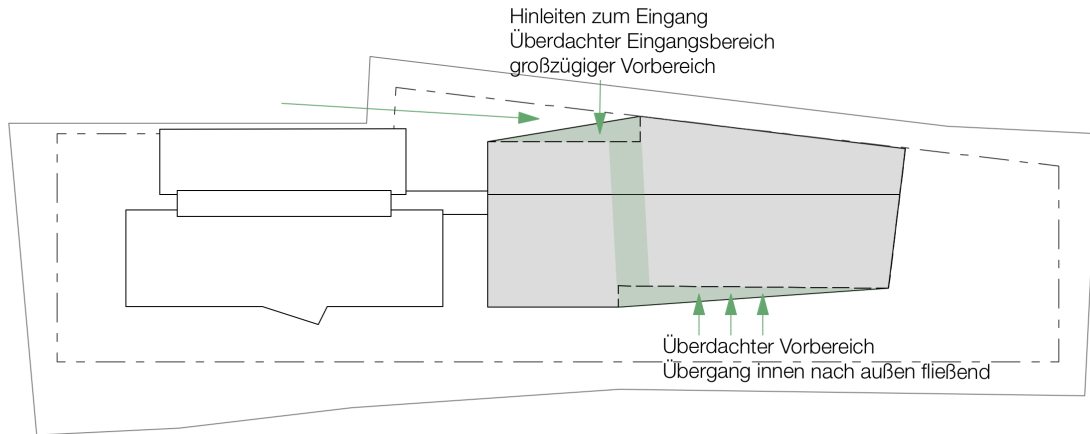 Hinleiten zum Eingang
Überdachter Eingangsbereich
großzügiger Vorbereich
Überdachter Vorbereich
Übergang innen nach außen fließend